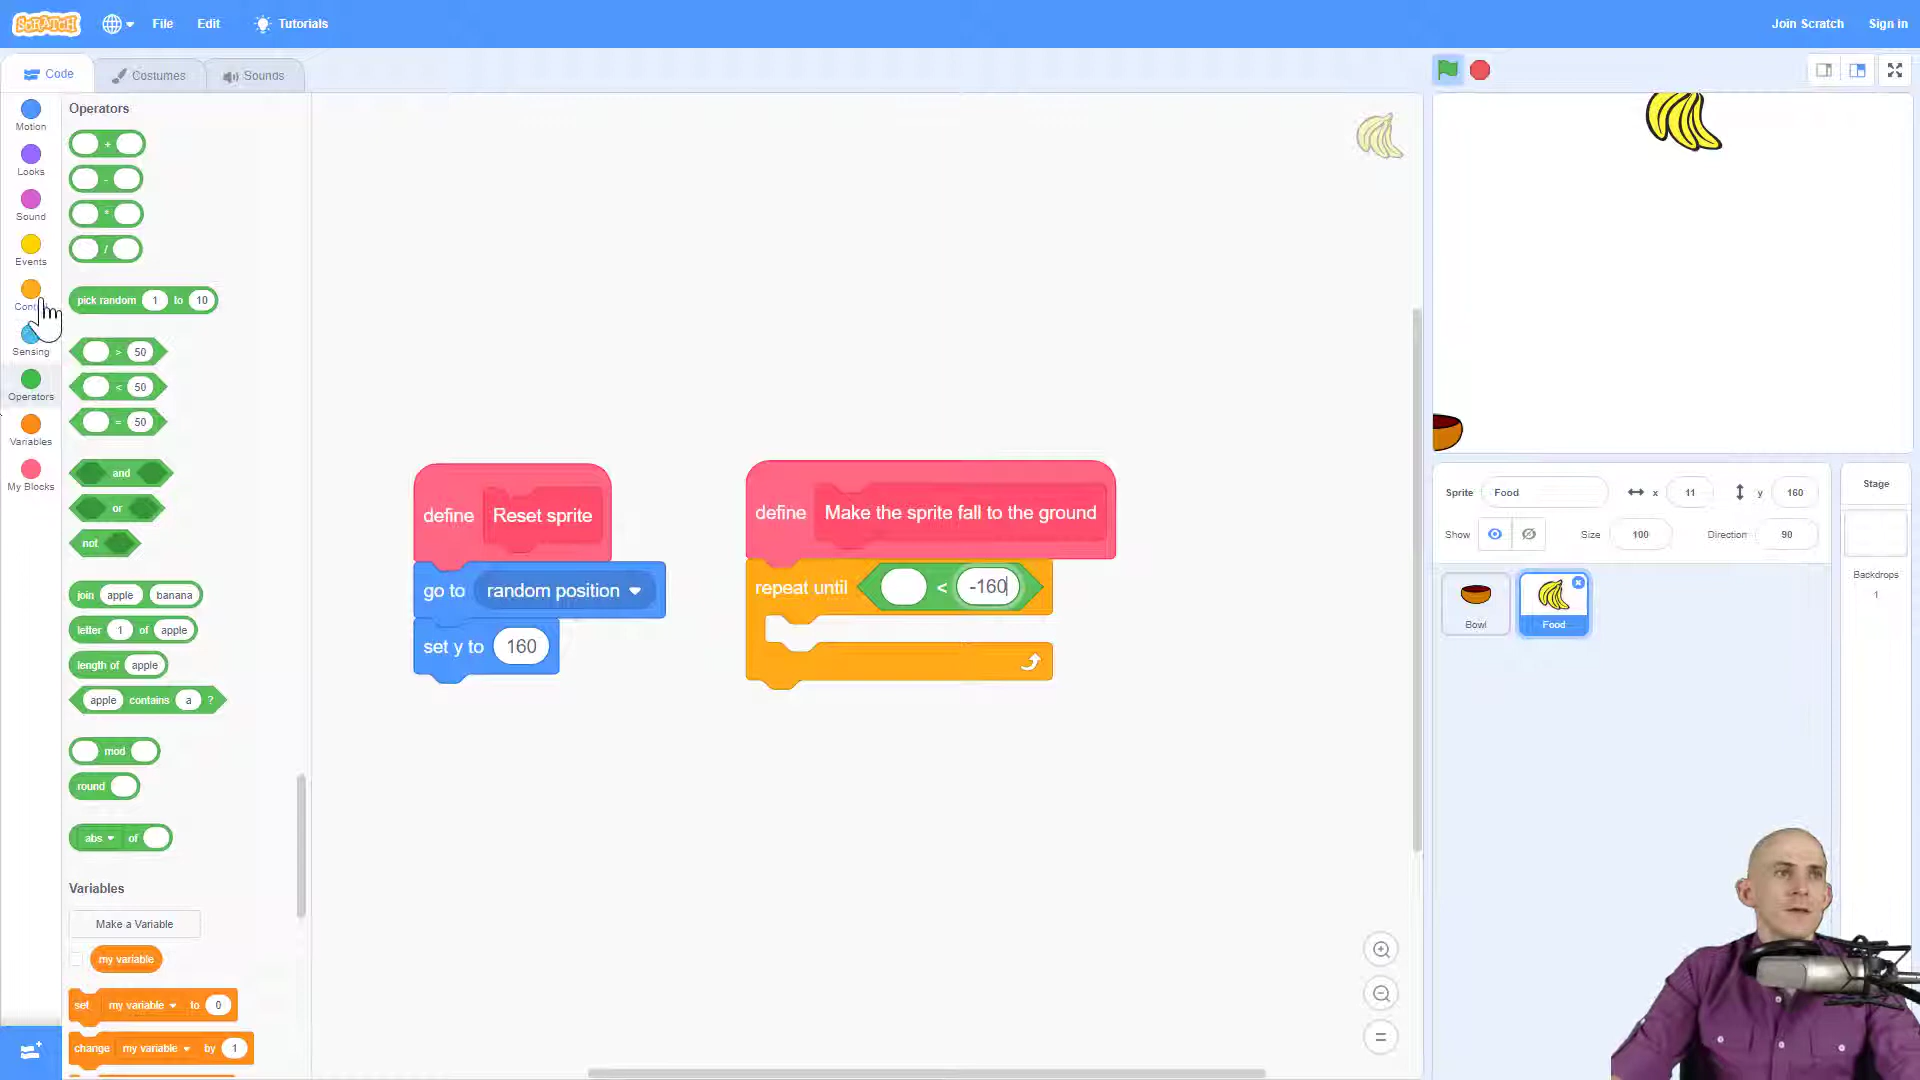 SCRATCH File Edit Tutorials Join Scratch Sign in
Code Costumes Sounds
Motion
Looks
Sound
Events
Sensing
Operators
Variables
My Blocks
Operators
+
-
*
/
pick random 1 to 10
> 50
< 50
= 50
and
or
not
join apple banana
letter 1 of apple
length of apple
apple contains a ?
mod
round
abs of
Variables
Make a Variable
my variable
set my variable to 0
change my variable by 1
define Reset sprite
go to random position
set y to 160
define Make the sprite fall to the ground
repeat until < -160
Sprite Food x 11 y 160
Show Size 100 Direction 90
Bowl
Food
Stage
Backdrops
1